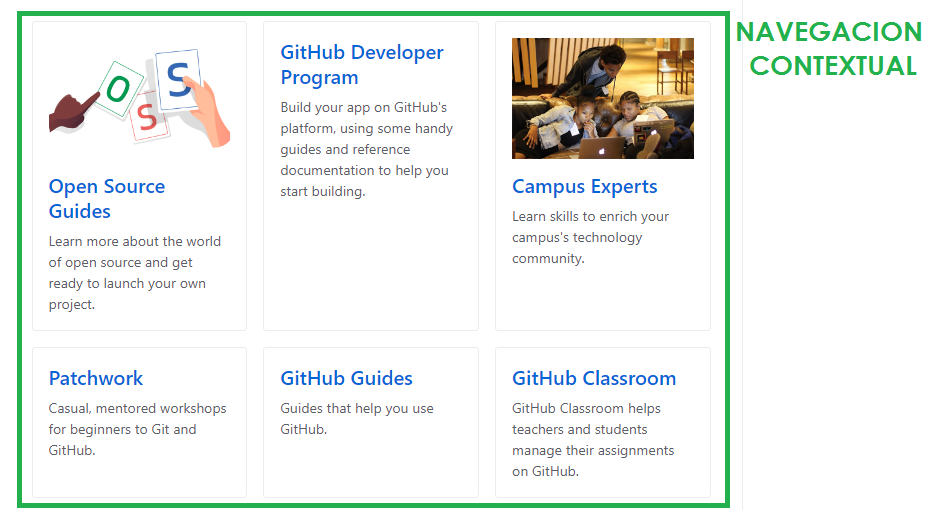 NAVEGACION
CONTEXTUAL
O
S
S
Open Source
Guides
Learn more about the world
of open source and get
ready to launch your own
project.
GitHub Developer
Program
Build your app on GitHub's
platform, using some handy
guides and reference
documentation to help you
start building.
Campus Experts
Learn skills to enrich your
campus's technology
community.
Patchwork
Casual, mentored workshops
for beginners to Git and
GitHub.
GitHub Guides
Guides that help you use
GitHub.
GitHub Classroom
GitHub Classroom helps
teachers and students
manage their assignments
on GitHub.